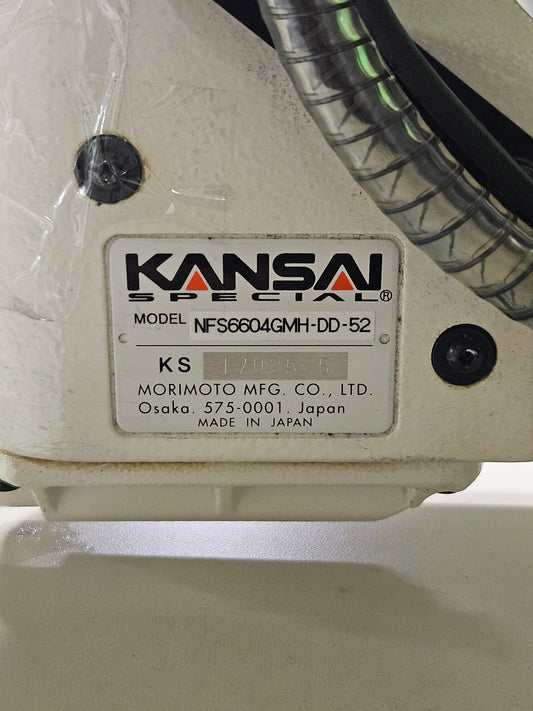 KANSAI
SPECIAL®
MODEL NFS6604GMH-DD-52
KS
MORIMOTO MFG. CO., LTD.
Osaka. 575-0001. Japan
MADE IN JAPAN